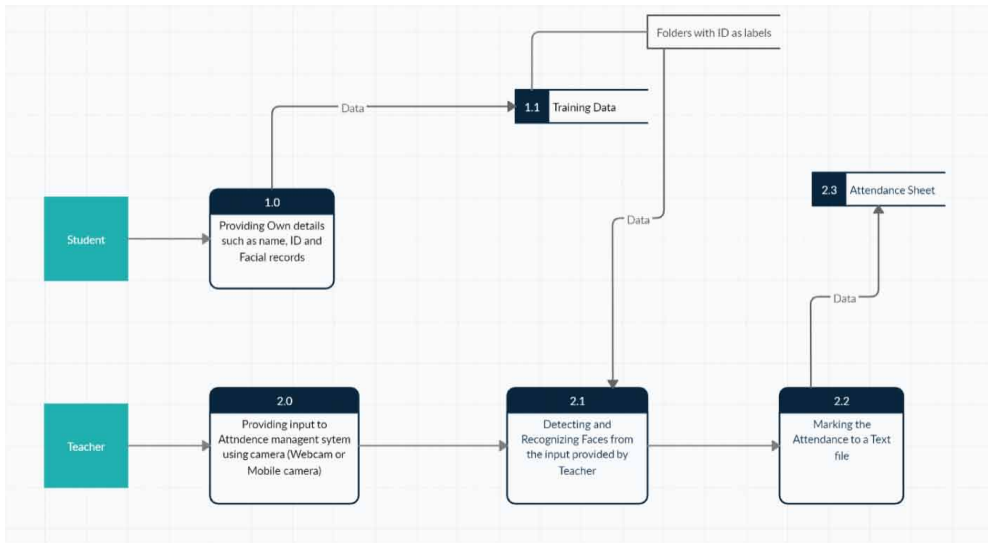 Folders with ID as labels
Data
1.1 Training Data
2.3 Attendance Sheet
1.0
Providing Own details
such as name, ID and
Facial records
Student
Data
Data
2.0
Providing input to
Attndence managent sytem
using camera (Webcam or
Mobile camera)
Teacher
2.1
Detecting and
Recognizing Faces from
the input provided by
Teacher
2.2
Marking the
Attendance to a Text
file